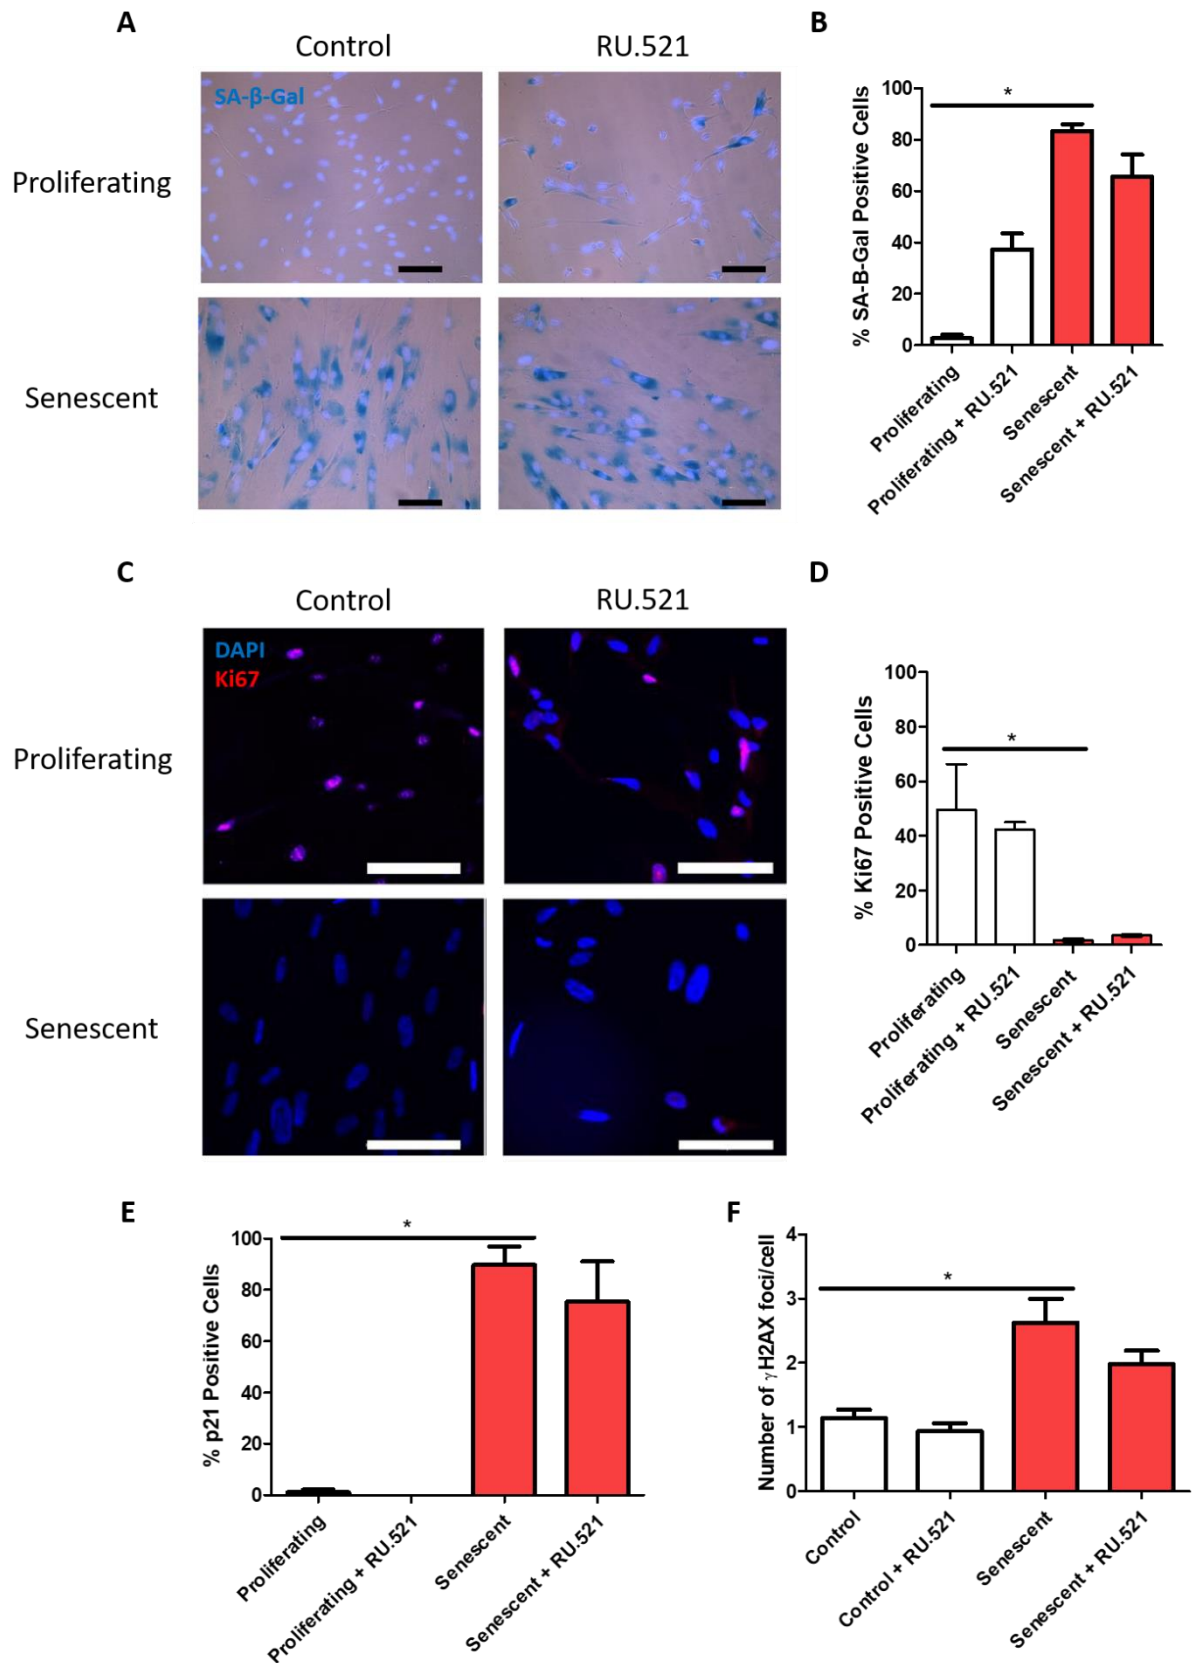 A
Control
RU.521
SA-β-Gal
Proliferating
Senescent
B
% SA-B-Gal Positive Cells
100
80
60
40
20
0
*
Proliferating
Proliferating + RU.521
Senescent
Senescent + RU.521
C
Control
RU.521
DAPI
Ki67
Proliferating
Senescent
D
% Ki67 Positive Cells
100
80
60
40
20
0
*
Proliferating
Proliferating + RU.521
Senescent
Senescent + RU.521
E
% p21 Positive Cells
100
80
60
40
20
0
*
Proliferating
Proliferating + RU.521
Senescent
Senescent + RU.521
F
Number of γH2AX foci/cell
4
3
2
1
0
*
Control
Control + RU.521
Senescent
Senescent + RU.521